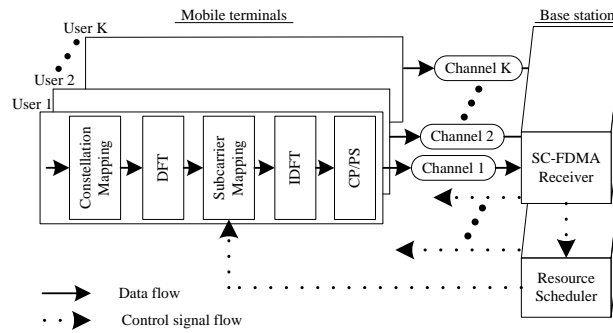 Mobile terminals
Base station
User K
User 2
User 1
Channel K
Channel 2
Channel 1
Constellation
Mapping
DFT
Subcarrier
Mapping
IDFT
CP/PS
SC-FDMA
Receiver
Resource
Scheduler
Data flow
Control signal flow